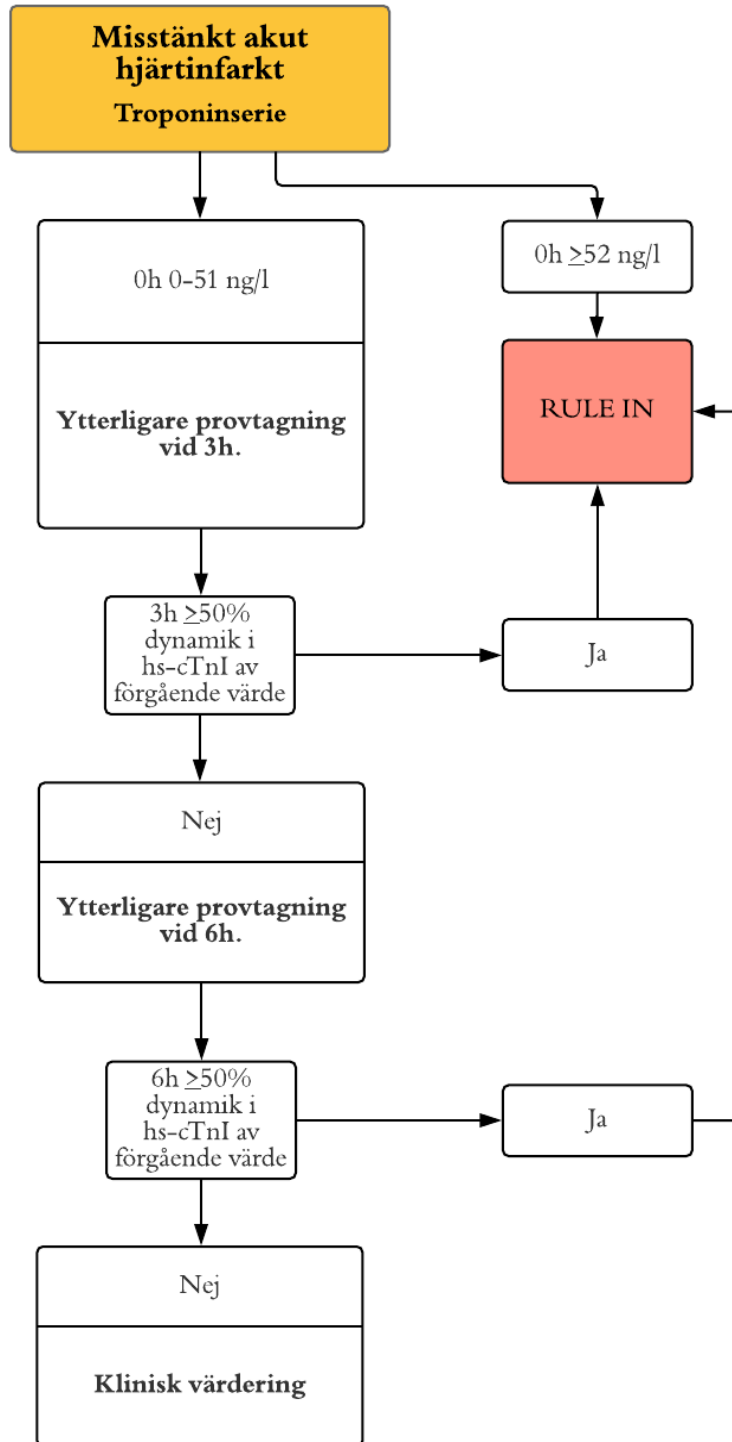 Misstänkt akut
hjärtinfarkt
Troponinserie
0h 0-51 ng/l
0h ≥52 ng/l
Ytterligare provtagning
vid 3h.
RULE IN
3h ≥50%
dynamik i
hs-cTnI av
förgående värde
Ja
Nej
Ytterligare provtagning
vid 6h.
6h ≥50%
dynamik i
hs-cTnI av
förgående värde
Ja
Nej
Klinisk värdering